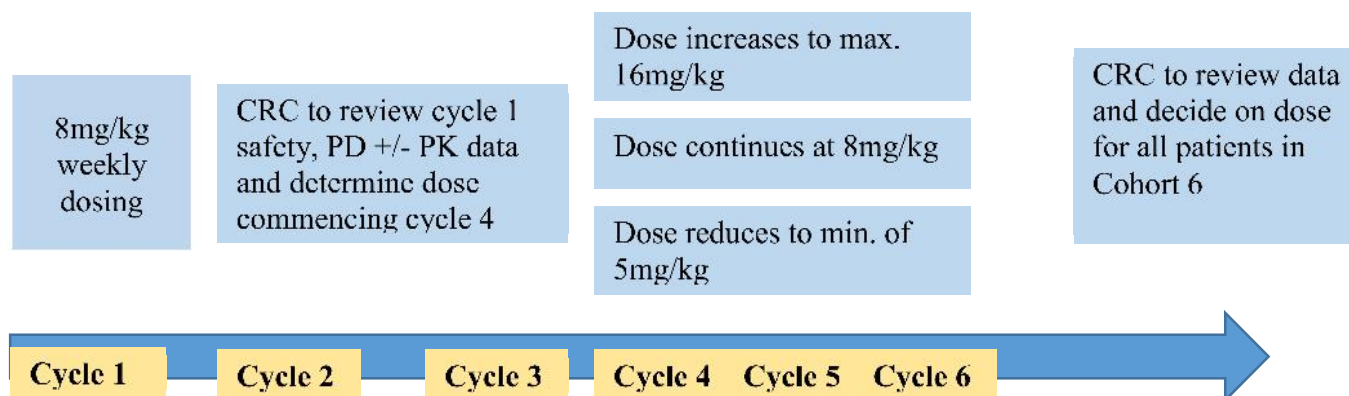 8mg/kg
weekly
dosing
CRC to review cycle 1
safety, PD +/- PK data
and determine dose
commencing cycle 4
Dose increases to max.
16mg/kg
Dose continues at 8mg/kg
Dose reduces to min. of
5mg/kg
CRC to review data
and decide on dose
for all patients in
Cohort 6
Cycle 1
Cycle 2
Cycle 3
Cycle 4
Cycle 5
Cycle 6